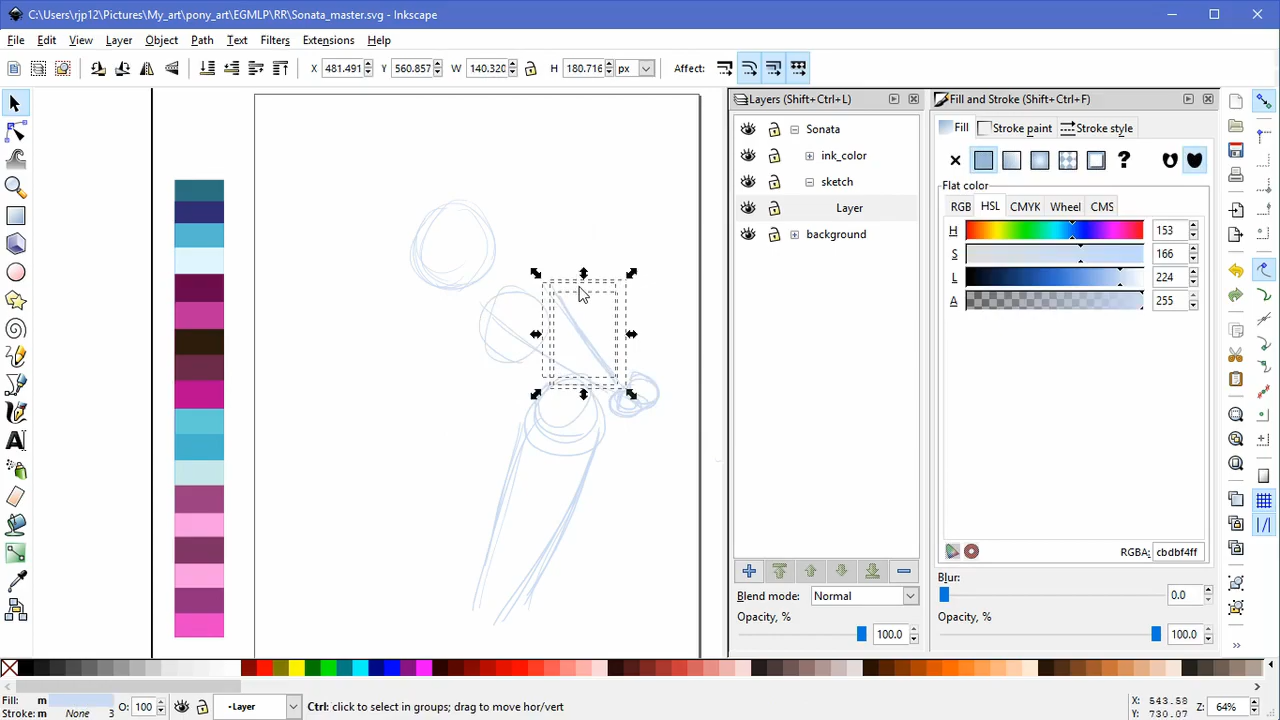 C:\Users\rjp12\Pictures\My_art\pony_art\EGMLP\RR\Sonata_master.svg - Inkscape
File Edit View Layer Object Path Text Filters Extensions Help
X 481.491 Y 560.857 W 140.320 H 180.716 px Affect:
Layers (Shift+Ctrl+L)
Sonata
ink_color
sketch
Layer
background
Blend mode: Normal
Opacity, % 100.0
Fill and Stroke (Shift+Ctrl+F)
Fill Stroke paint Stroke style
Flat color
RGB HSL CMYK Wheel CMS
H 153
S 166
L 224
A 255
RGBA: cbdbf4ff
Blur:
0.0
Opacity, %
100.0
Fill: m
Stroke: m None 3
O: 100
-Layer
Ctrl: click to select in groups; drag to move hor/vert
X: 543.58
Y: 730.07
Z: 64%